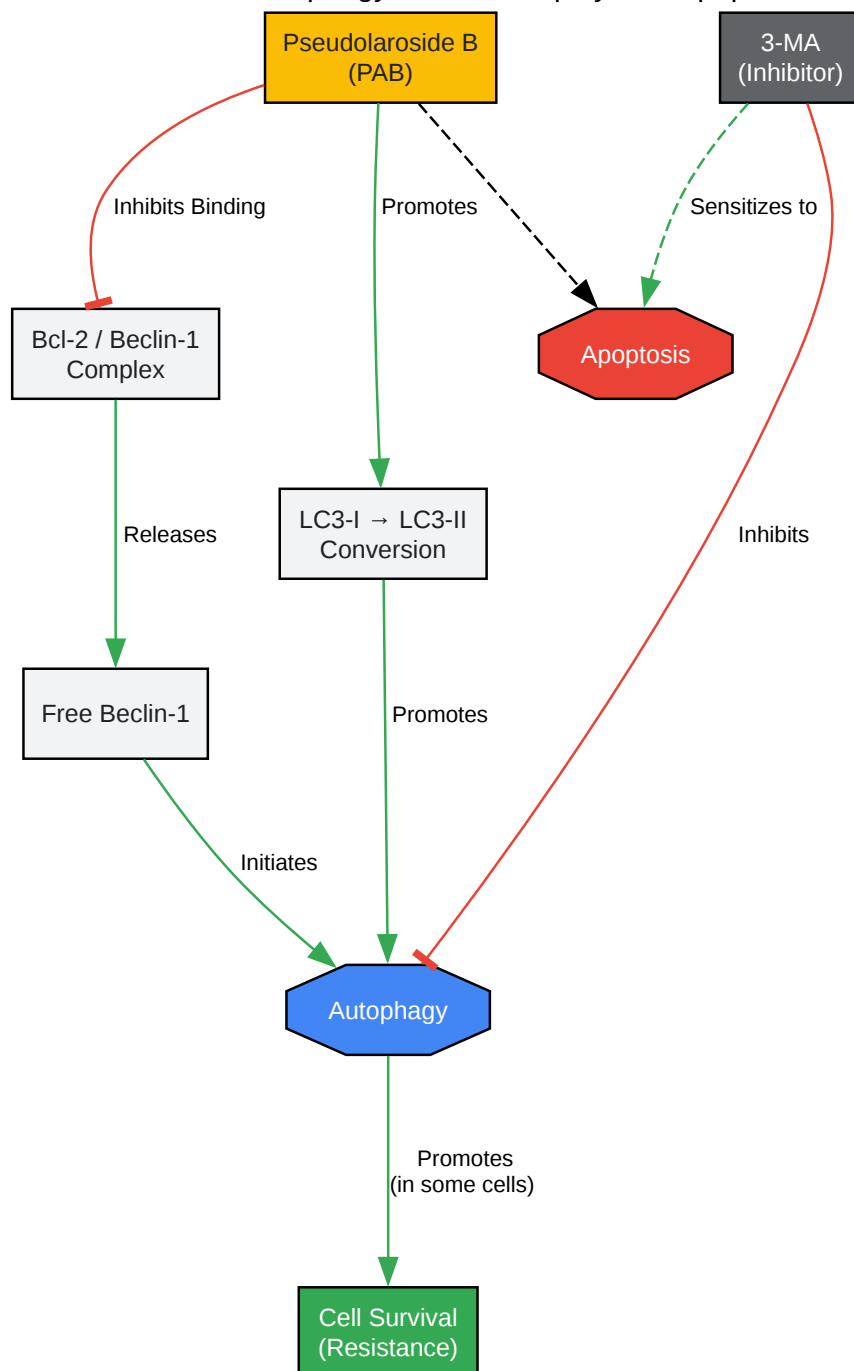 Pseudolaroside B
(PAB)
3-MA
(Inhibitor)
Inhibits Binding
Promotes
Sensitizes to
Bcl-2 / Beclin-1
Complex
Apoptosis
LC3-I → LC3-II
Conversion
Releases
Inhibits
Free Beclin-1
Promotes
Initiates
Autophagy
Promotes
(in some cells)
Cell Survival
(Resistance)